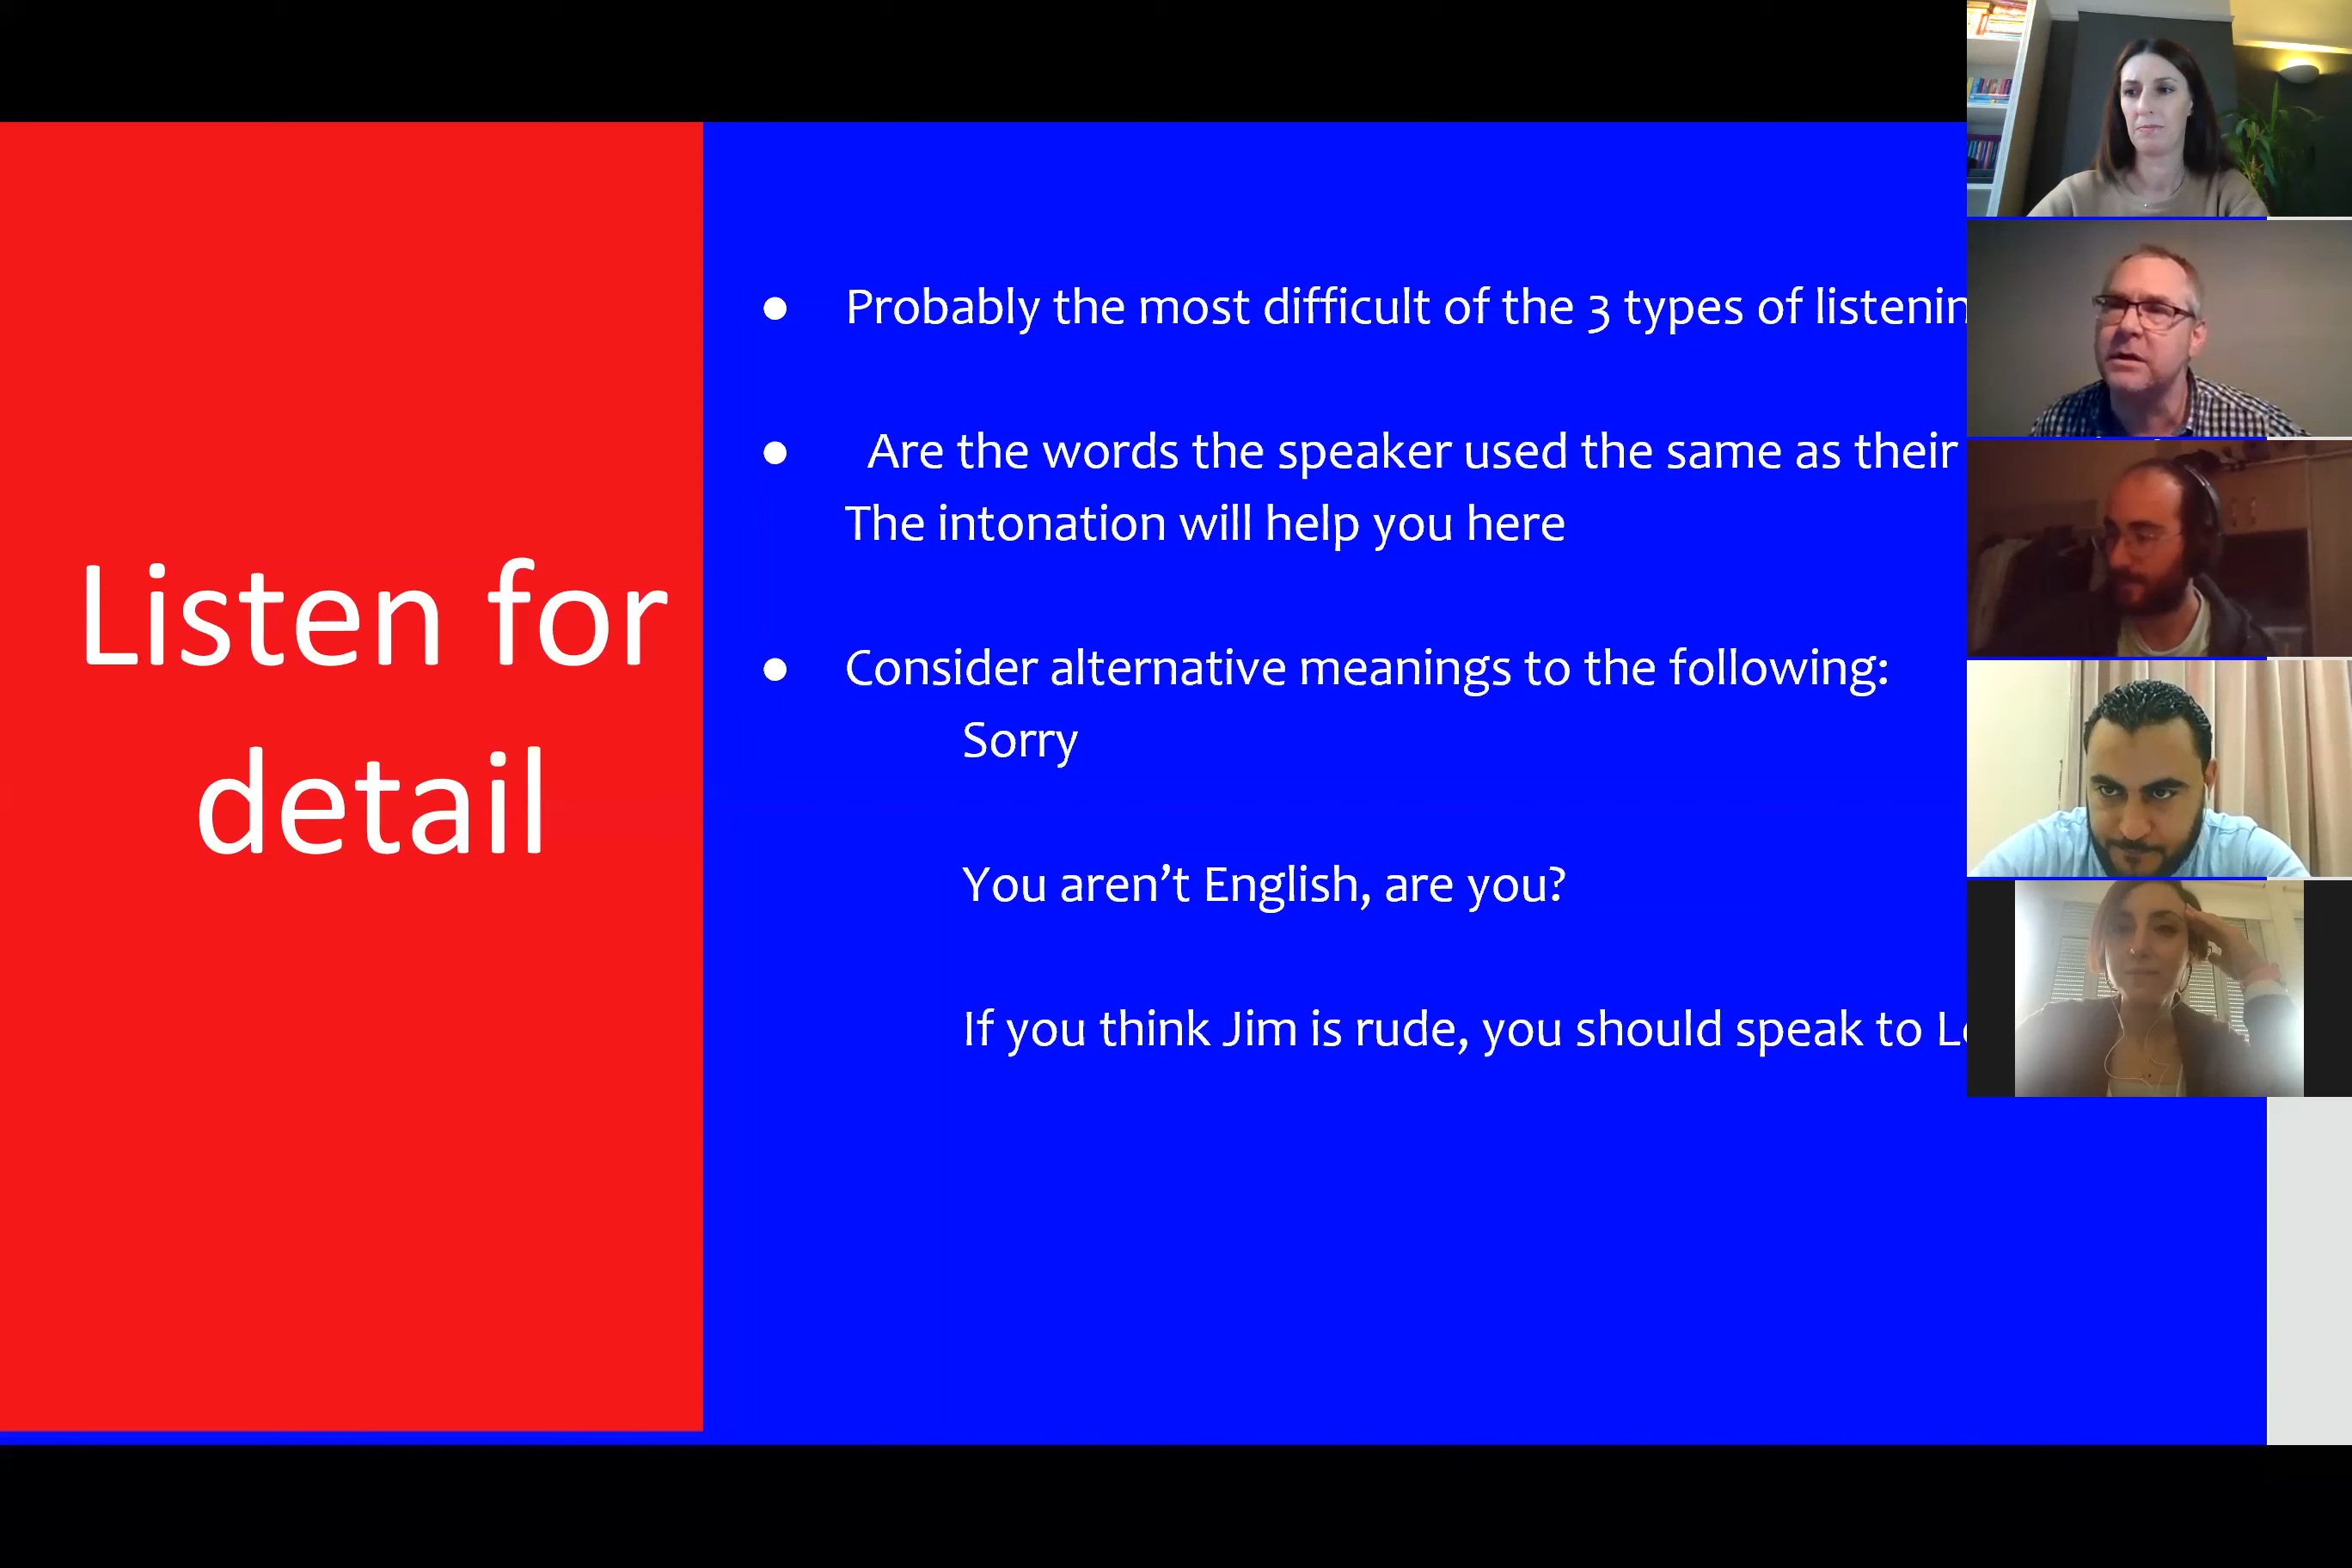 Listen for
detail
● Probably the most difficult of the 3 types of listenin
● Are the words the speaker used the same as their
The intonation will help you here
● Consider alternative meanings to the following:
Sorry
You aren’t English, are you?
If you think Jim is rude, you should speak to